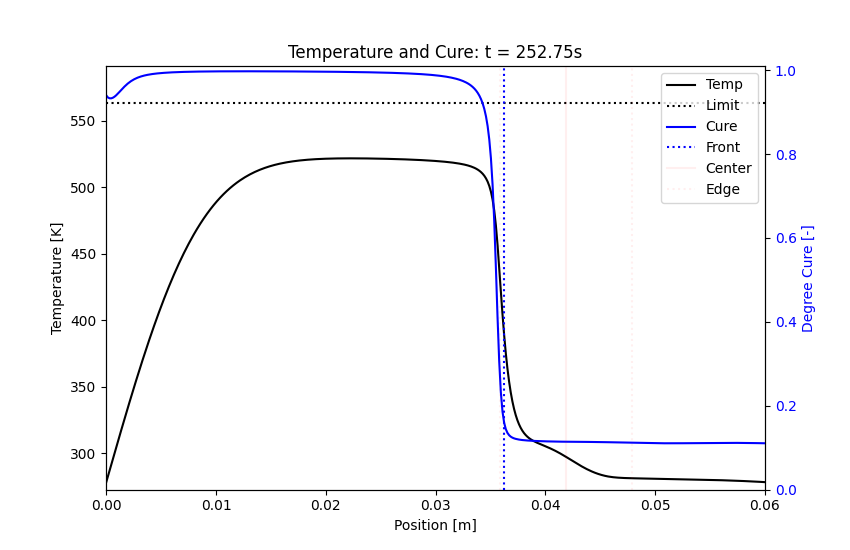 Temperature and Cure: t = 252.75s
Temp
Limit
Cure
Front
Center
Edge
Temperature [K]
550
500
450
400
350
300
Degree Cure [-]
1.0
0.8
0.6
0.4
0.2
0.0
0.00 0.01 0.02 0.03 0.04 0.05 0.06
Position [m]